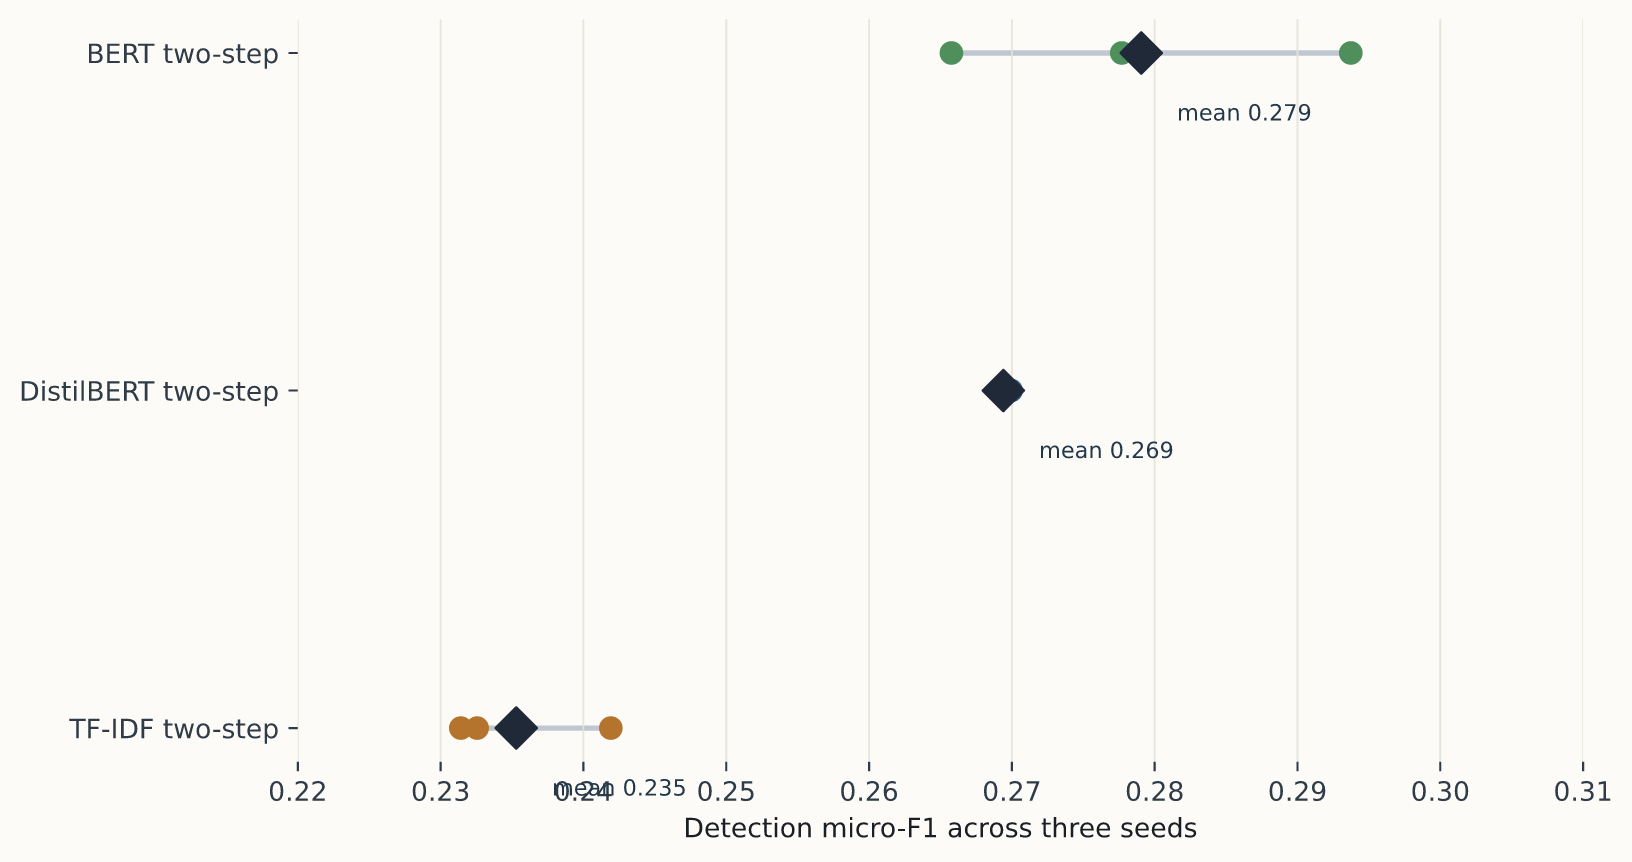 BERT two-step
mean 0.279
DistilBERT two-step
mean 0.269
TF-IDF two-step
mean 0.235
0.22 0.23 0.24 0.25 0.26 0.27 0.28 0.29 0.30 0.31
Detection micro-F1 across three seeds